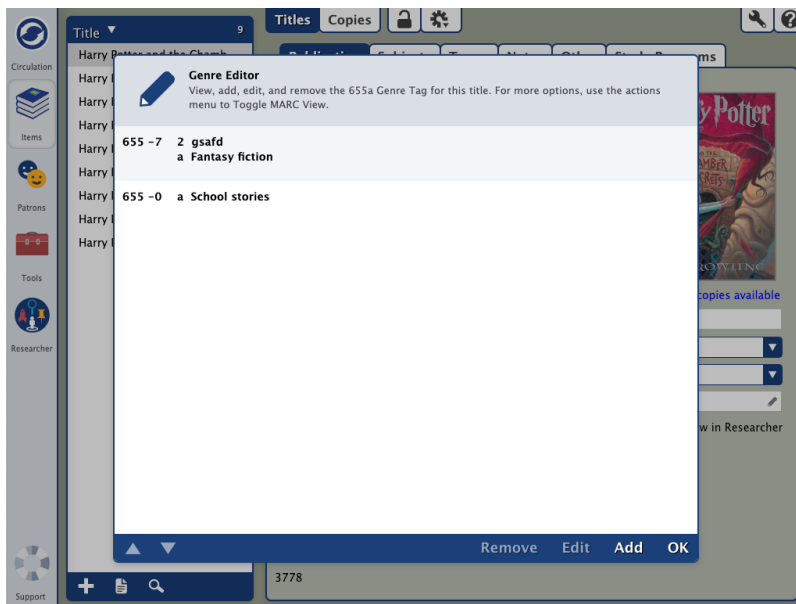 Circulation
Items
Patrons
Tools
Researcher
Support
Title 9
Harry Potter and the Chamb
Harry
Harry
Harry
Harry
Harry
Harry
Harry
Harry
Titles Copies
Genre Editor
View, add, edit, and remove the 655a Genre Tag for this title. For more options, use the actions
menu to Toggle MARC View.
655 -7 2 gsafd
a Fantasy fiction
655 -0 a School stories
Remove Edit Add OK
y Potter
copies available
w in Researcher
3778